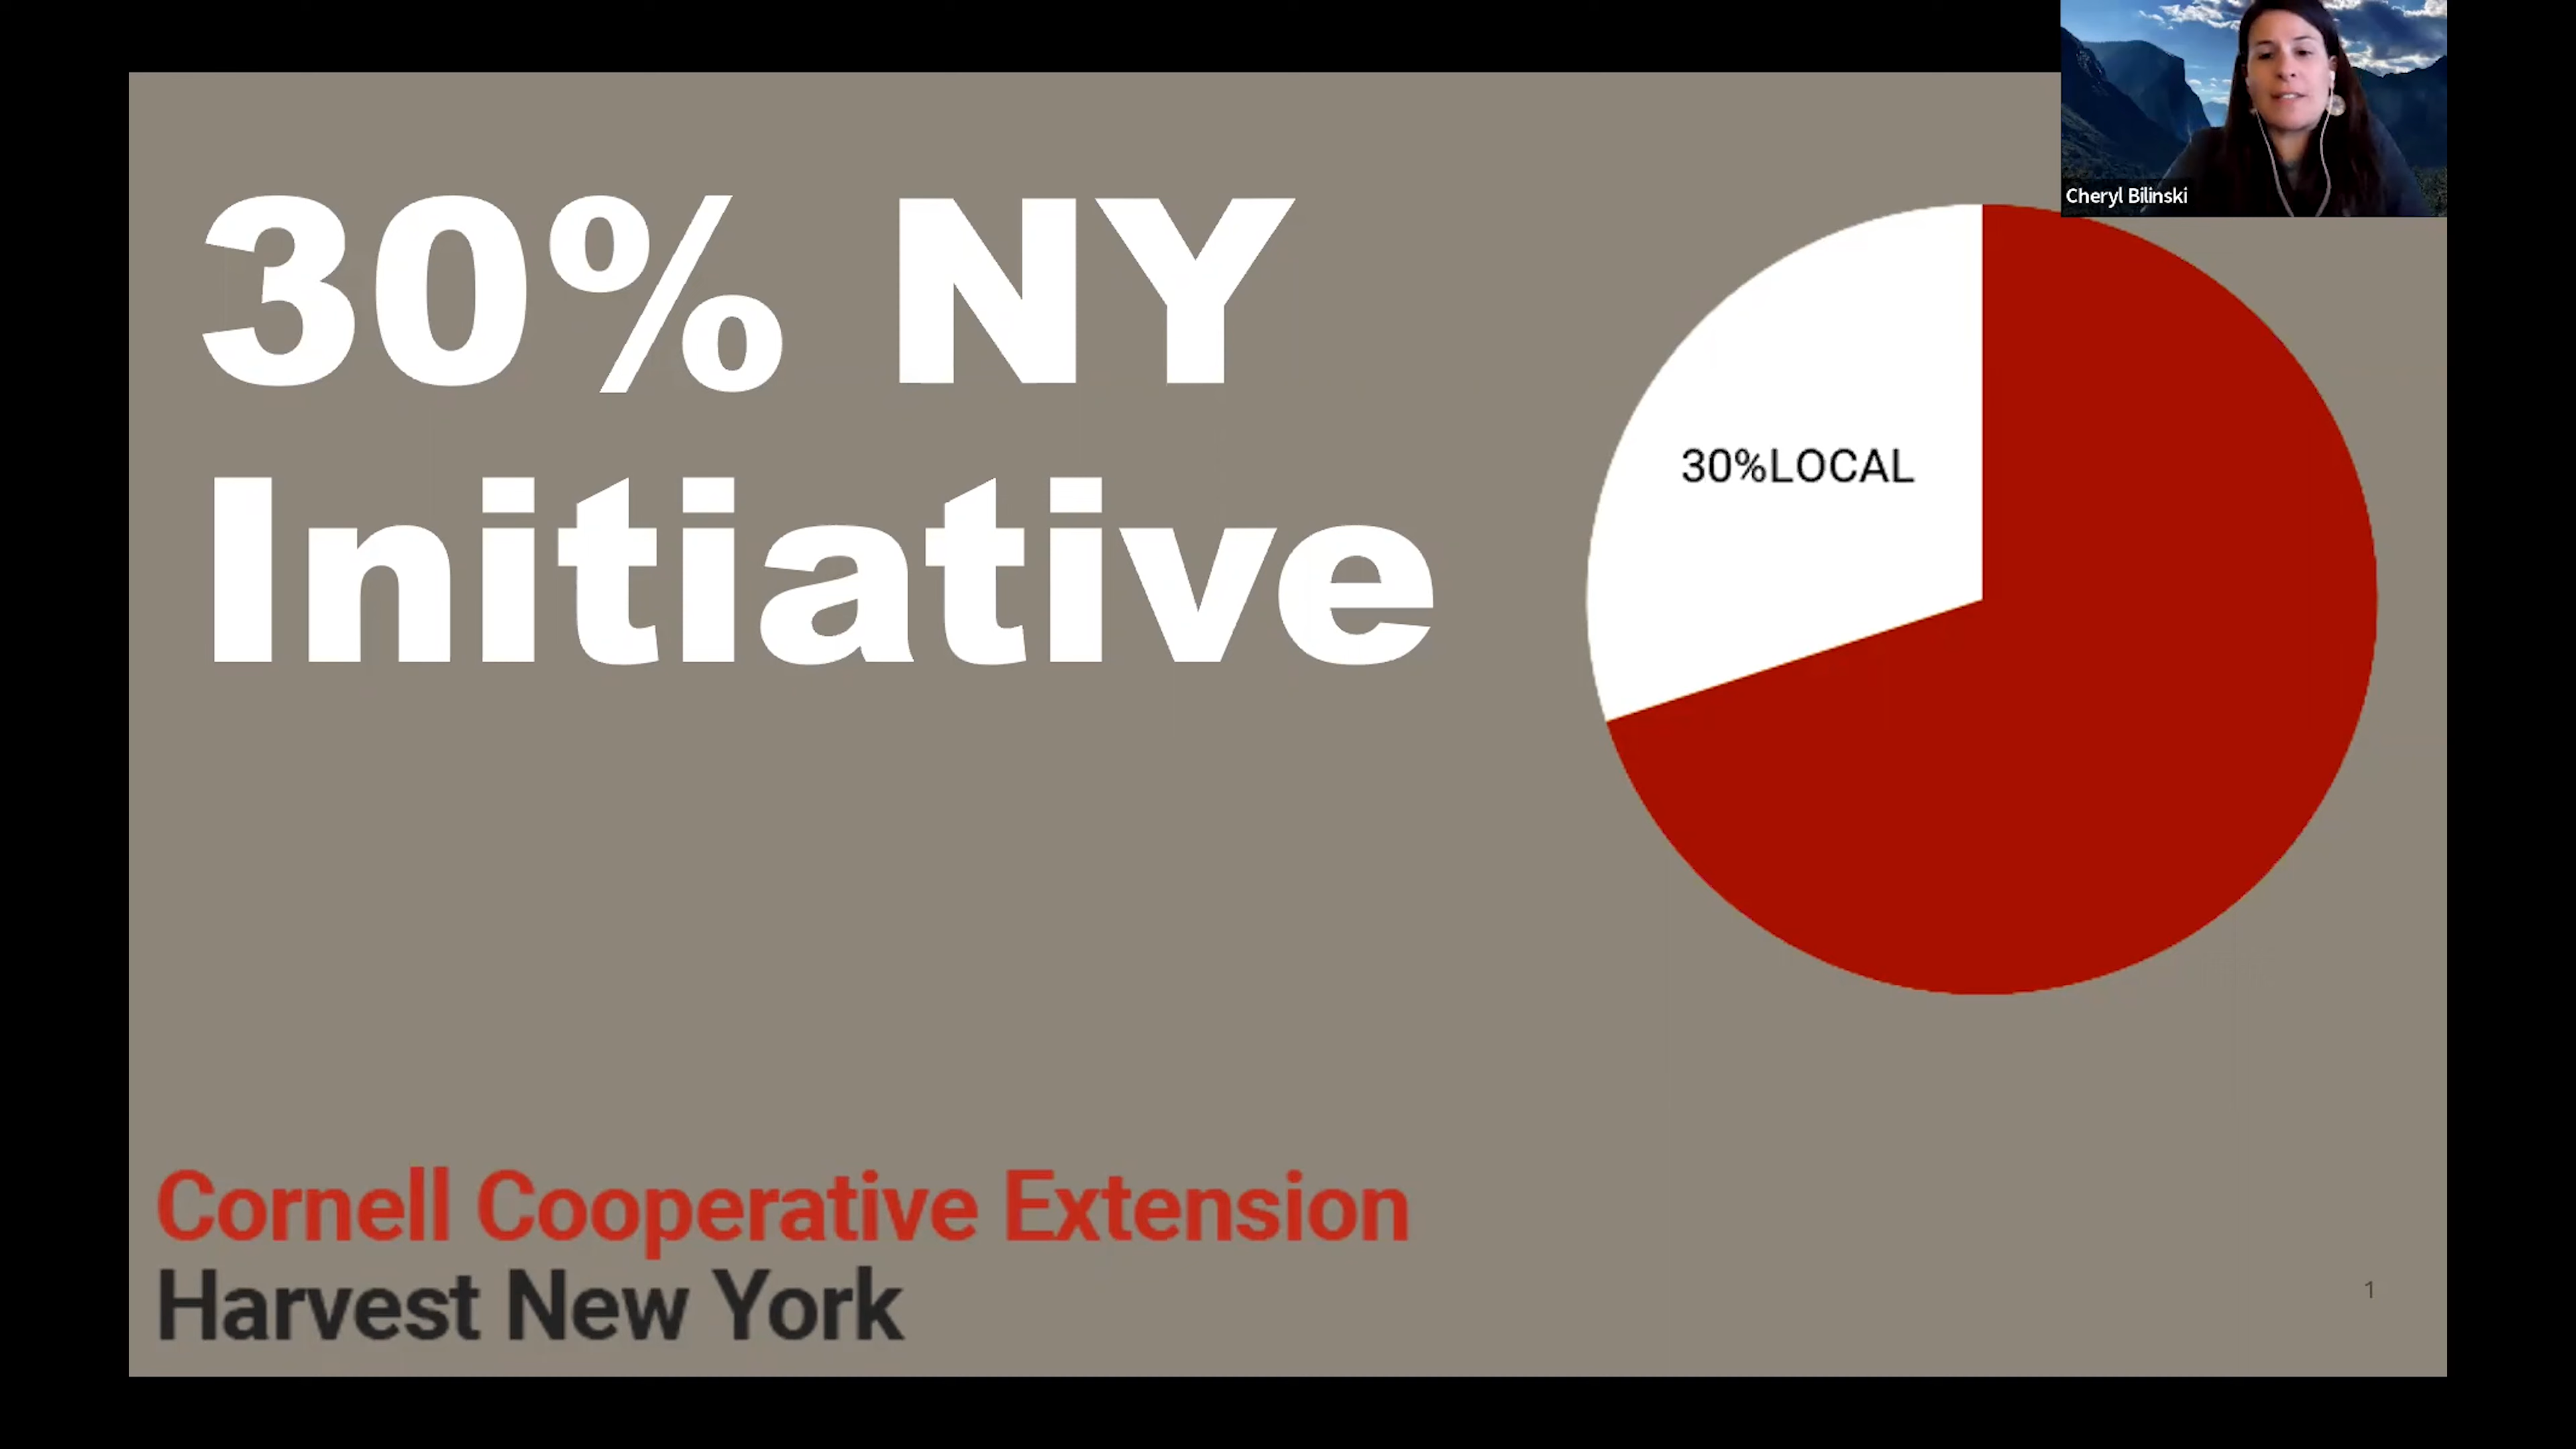 Cheryl Bilinski
30% NY
Initiative
30%LOCAL
Cornell Cooperative Extension
Harvest New York
1